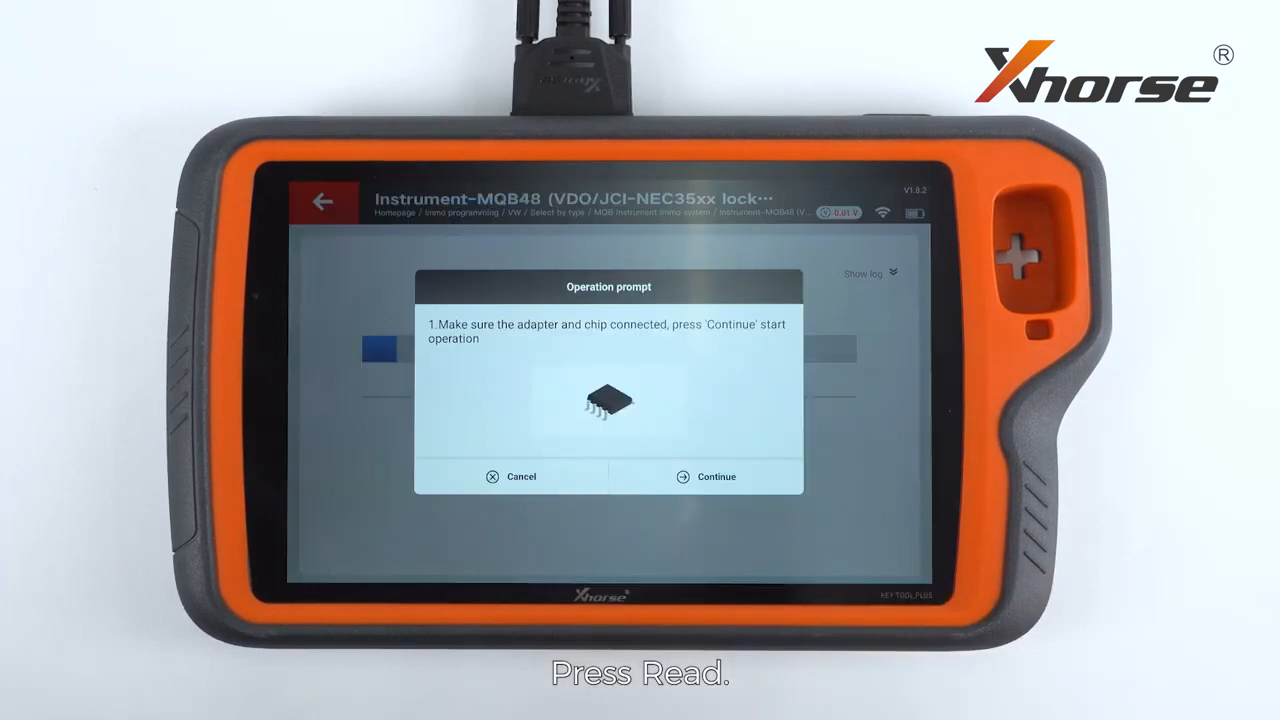 Xhorse ®
Instrument-MQB48 (VDO/JCI-NEC35xx lock···
V1.8.2
Homepage / Immo programming / VW / Select by type / MQB instrument immo system / Instrument-MQB48 (V...
0.01 V
Show log
Operation prompt
1.Make sure the adapter and chip connected, press 'Continue' start
operation
Cancel
Continue
Xhorse
KEY TOOL PLUS
Press Read.